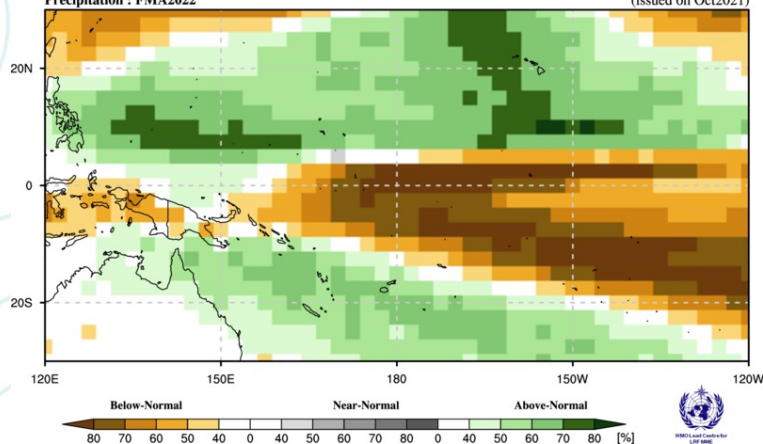 Precipitation : FMA2022
(issued on Oct2021)
20N
0
20S
120E 150E 180 150W 120W
Below-Normal Near-Normal Above-Normal
80 70 60 50 40 0 40 50 60 70 80 0 40 50 60 70 80 [%]
WMO Lead Centre for
LRF MME